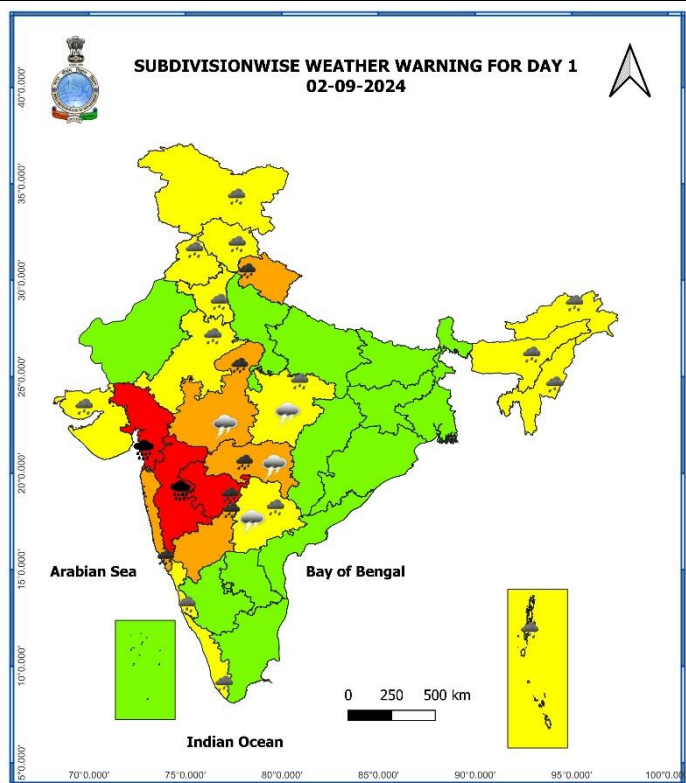 SUBDIVISIONWISE WEATHER WARNING FOR DAY 1
02-09-2024
40°0.000'
35°0.000'
30°0.000'
25°0.000'
20°0.000'
15°0.000'
10°0.000'
5°0.000'
Arabian Sea
Bay of Bengal
0 250 500 km
Indian Ocean
70°0.000' 75°0.000' 80°0.000' 85°0.000' 90°0.000' 95°0.000' 100°0.000'